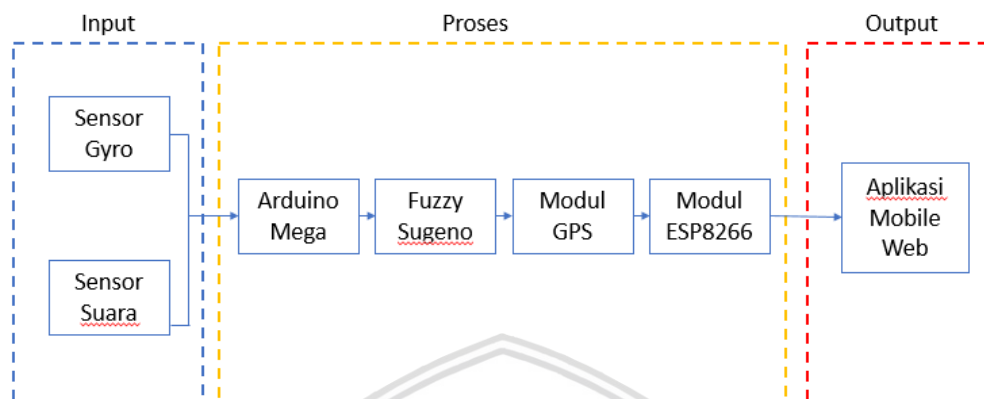 Input
Proses
Output
Sensor
Gyro
Sensor
Suara
Arduino
Mega
Fuzzy
Sugeno
Modul
GPS
Modul
ESP8266
Aplikasi
Mobile
Web